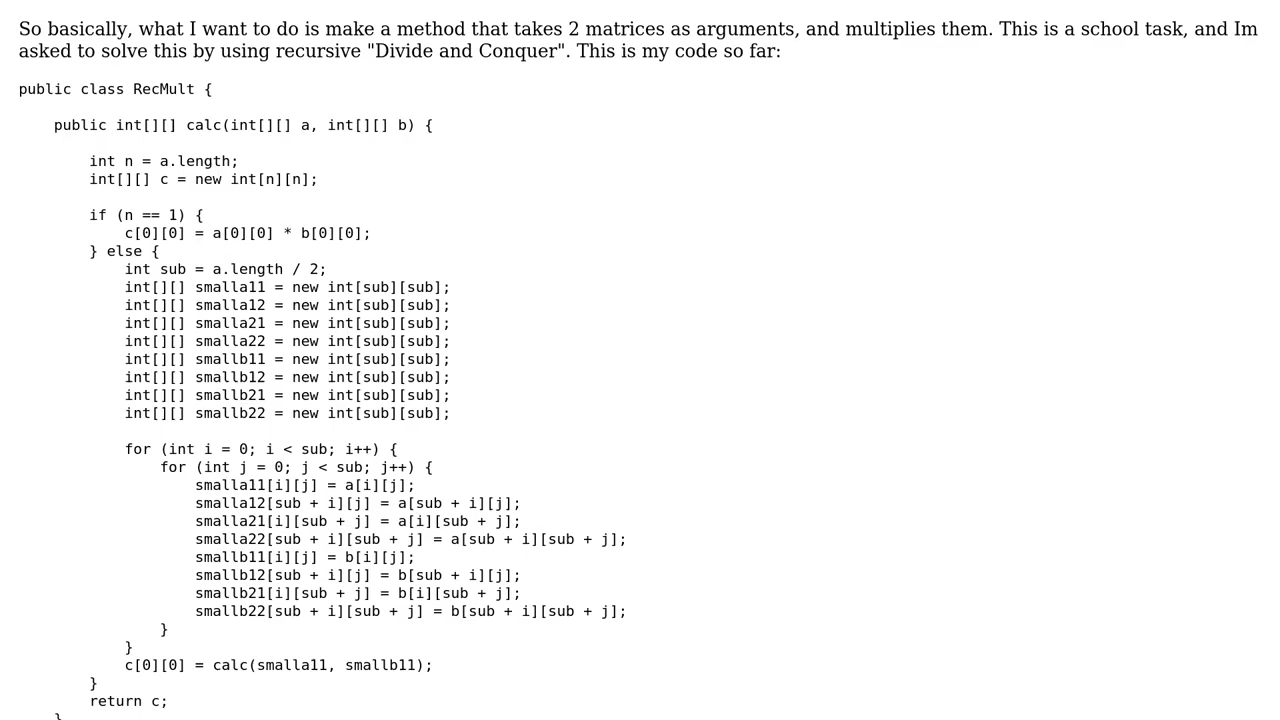 So basically, what I want to do is make a method that takes 2 matrices as arguments, and multiplies them. This is a school task, and Im
asked to solve this by using recursive "Divide and Conquer". This is my code so far:
public class RecMult {
    public int[][] calc(int[][] a, int[][] b) {
        int n = a.length;
        int[][] c = new int[n][n];
        if (n == 1) {
            c[0][0] = a[0][0] * b[0][0];
        } else {
            int sub = a.length / 2;
            int[][] smalla11 = new int[sub][sub];
            int[][] smalla12 = new int[sub][sub];
            int[][] smalla21 = new int[sub][sub];
            int[][] smalla22 = new int[sub][sub];
            int[][] smallb11 = new int[sub][sub];
            int[][] smallb12 = new int[sub][sub];
            int[][] smallb21 = new int[sub][sub];
            int[][] smallb22 = new int[sub][sub];
            for (int i = 0; i < sub; i++) {
                for (int j = 0; j < sub; j++) {
                    smalla11[i][j] = a[i][j];
                    smalla12[sub + i][j] = a[sub + i][j];
                    smalla21[i][sub + j] = a[i][sub + j];
                    smalla22[sub + i][sub + j] = a[sub + i][sub + j];
                    smallb11[i][j] = b[i][j];
                    smallb12[sub + i][j] = b[sub + i][j];
                    smallb21[i][sub + j] = b[i][sub + j];
                    smallb22[sub + i][sub + j] = b[sub + i][sub + j];
                }
            }
            c[0][0] = calc(smalla11, smallb11);
        }
        return c;
    }